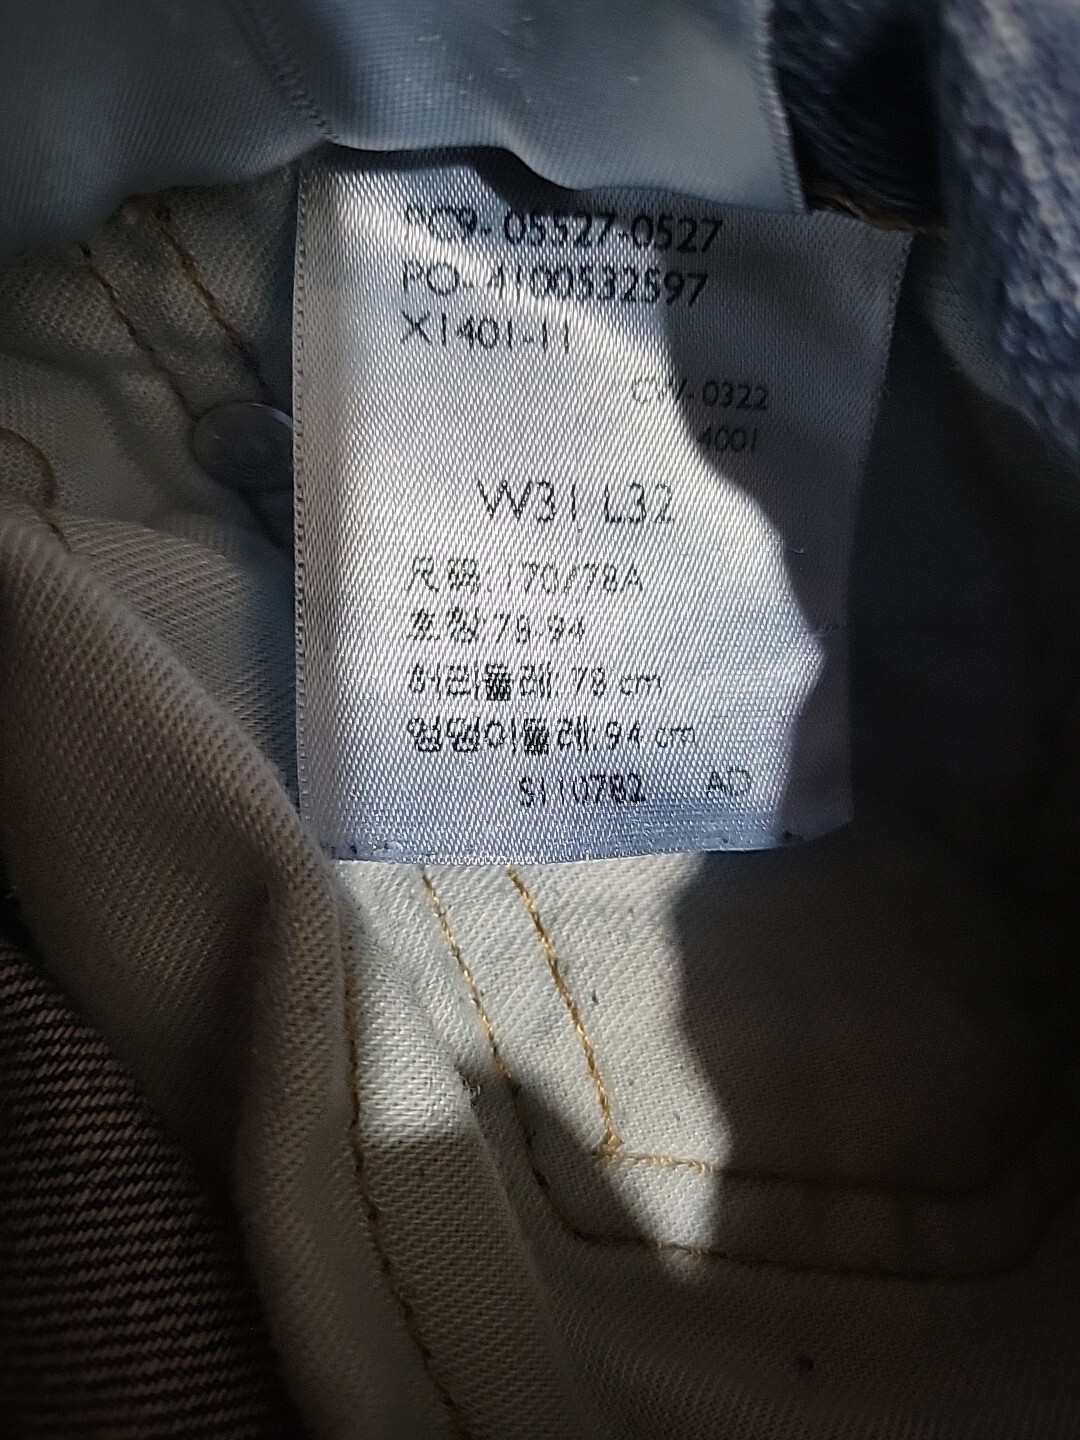 PC9- 05527-0527
PO- 4100532597
X1401-11
CW- 0322
4001
W31 L32
尺码: 170/78A
호칭 78-94
허리둘레: 78 cm
엉덩이둘레: 94 cm
S110782 AD